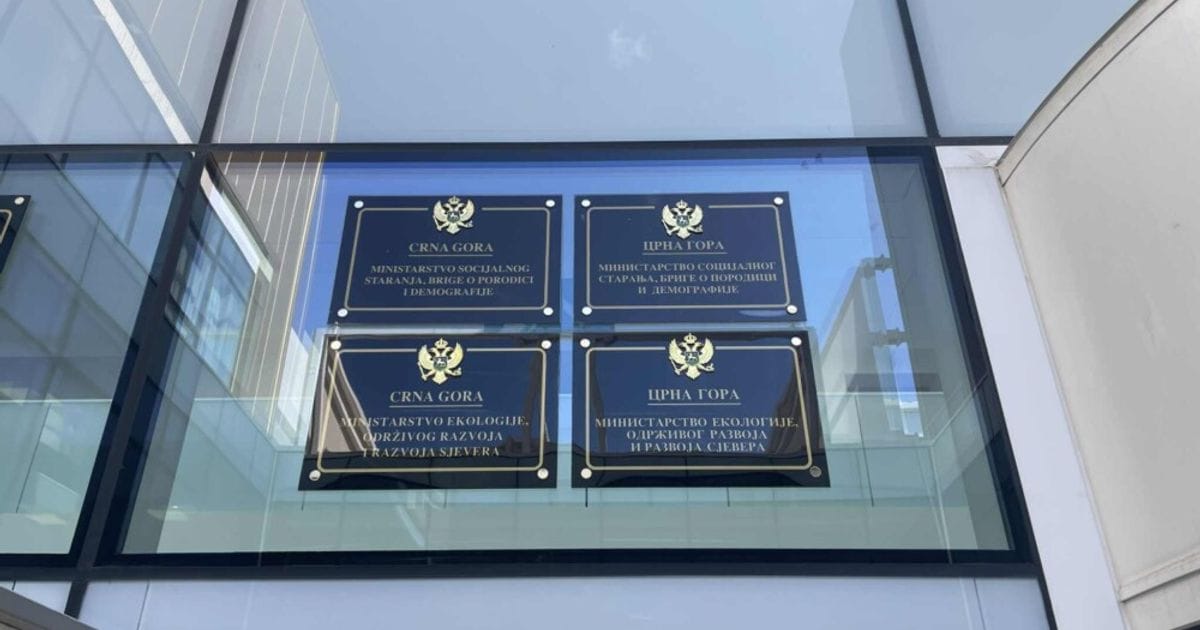 CRNA GORA
MINISTARSTVO SOCIJALNOG
STARANJA, BRIGE O PORODICI
I DEMOGRAFIJE
ЦРНА ГОРА
МИНИСТАРСТВО СОЦИЈАЛНОГ
СТАРАЊА, БРИГЕ О ПОРОДИЦИ
И ДЕМОГРАФИЈЕ
CRNA GORA
MINISTARSTVO EKOLOGIJE,
ODRŽIVOG RAZVOJA
I RAZVOJA SJEVERA
ЦРНА ГОРА
МИНИСТАРСТВО ЕКОЛОГИЈЕ,
ОДРЖИВОГ РАЗВОЈА
И РАЗВОЈА СЈЕВЕРА